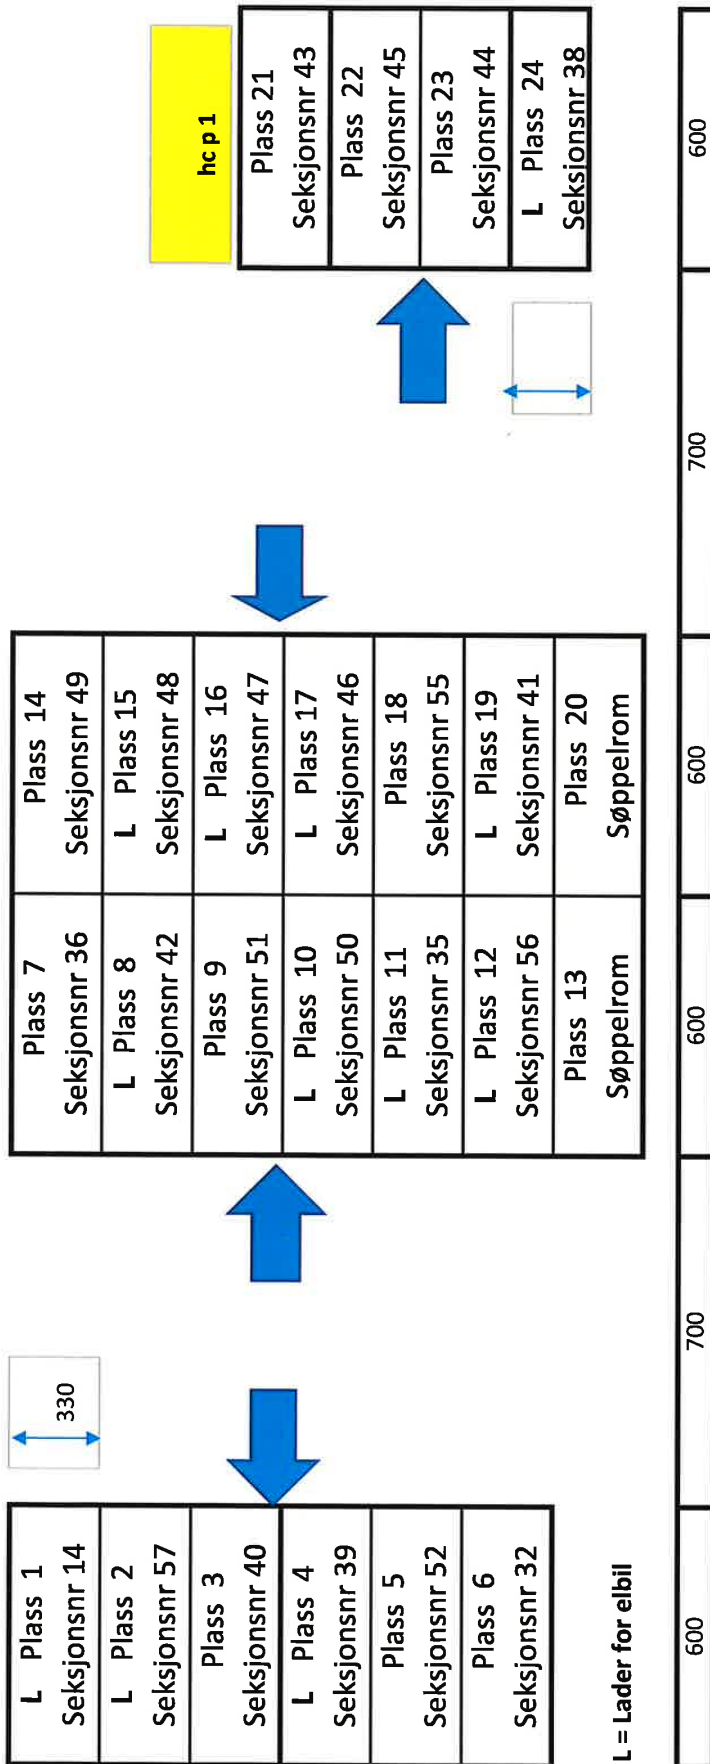 L Plass 1
Seksjonsnr 14
L Plass 2
Seksjonsnr 57
Plass 3
Seksjonsnr 40
L Plass 4
Seksjonsnr 39
Plass 5
Seksjonsnr 52
Plass 6
Seksjonsnr 32
330
Plass 7
Seksjonsnr 36
L Plass 8
Seksjonsnr 42
Plass 9
Seksjonsnr 51
L Plass 10
Seksjonsnr 50
L Plass 11
Seksjonsnr 35
L Plass 12
Seksjonsnr 56
Plass 13
Søppelrom
Plass 14
Seksjonsnr 49
L Plass 15
Seksjonsnr 48
L Plass 16
Seksjonsnr 47
L Plass 17
Seksjonsnr 46
Plass 18
Seksjonsnr 55
L Plass 19
Seksjonsnr 41
Plass 20
Søppelrom
hc p 1
Plass 21
Seksjonsnr 43
Plass 22
Seksjonsnr 45
Plass 23
Seksjonsnr 44
L Plass 24
Seksjonsnr 38
L = Lader for elbil
600
700
600
600
700
600